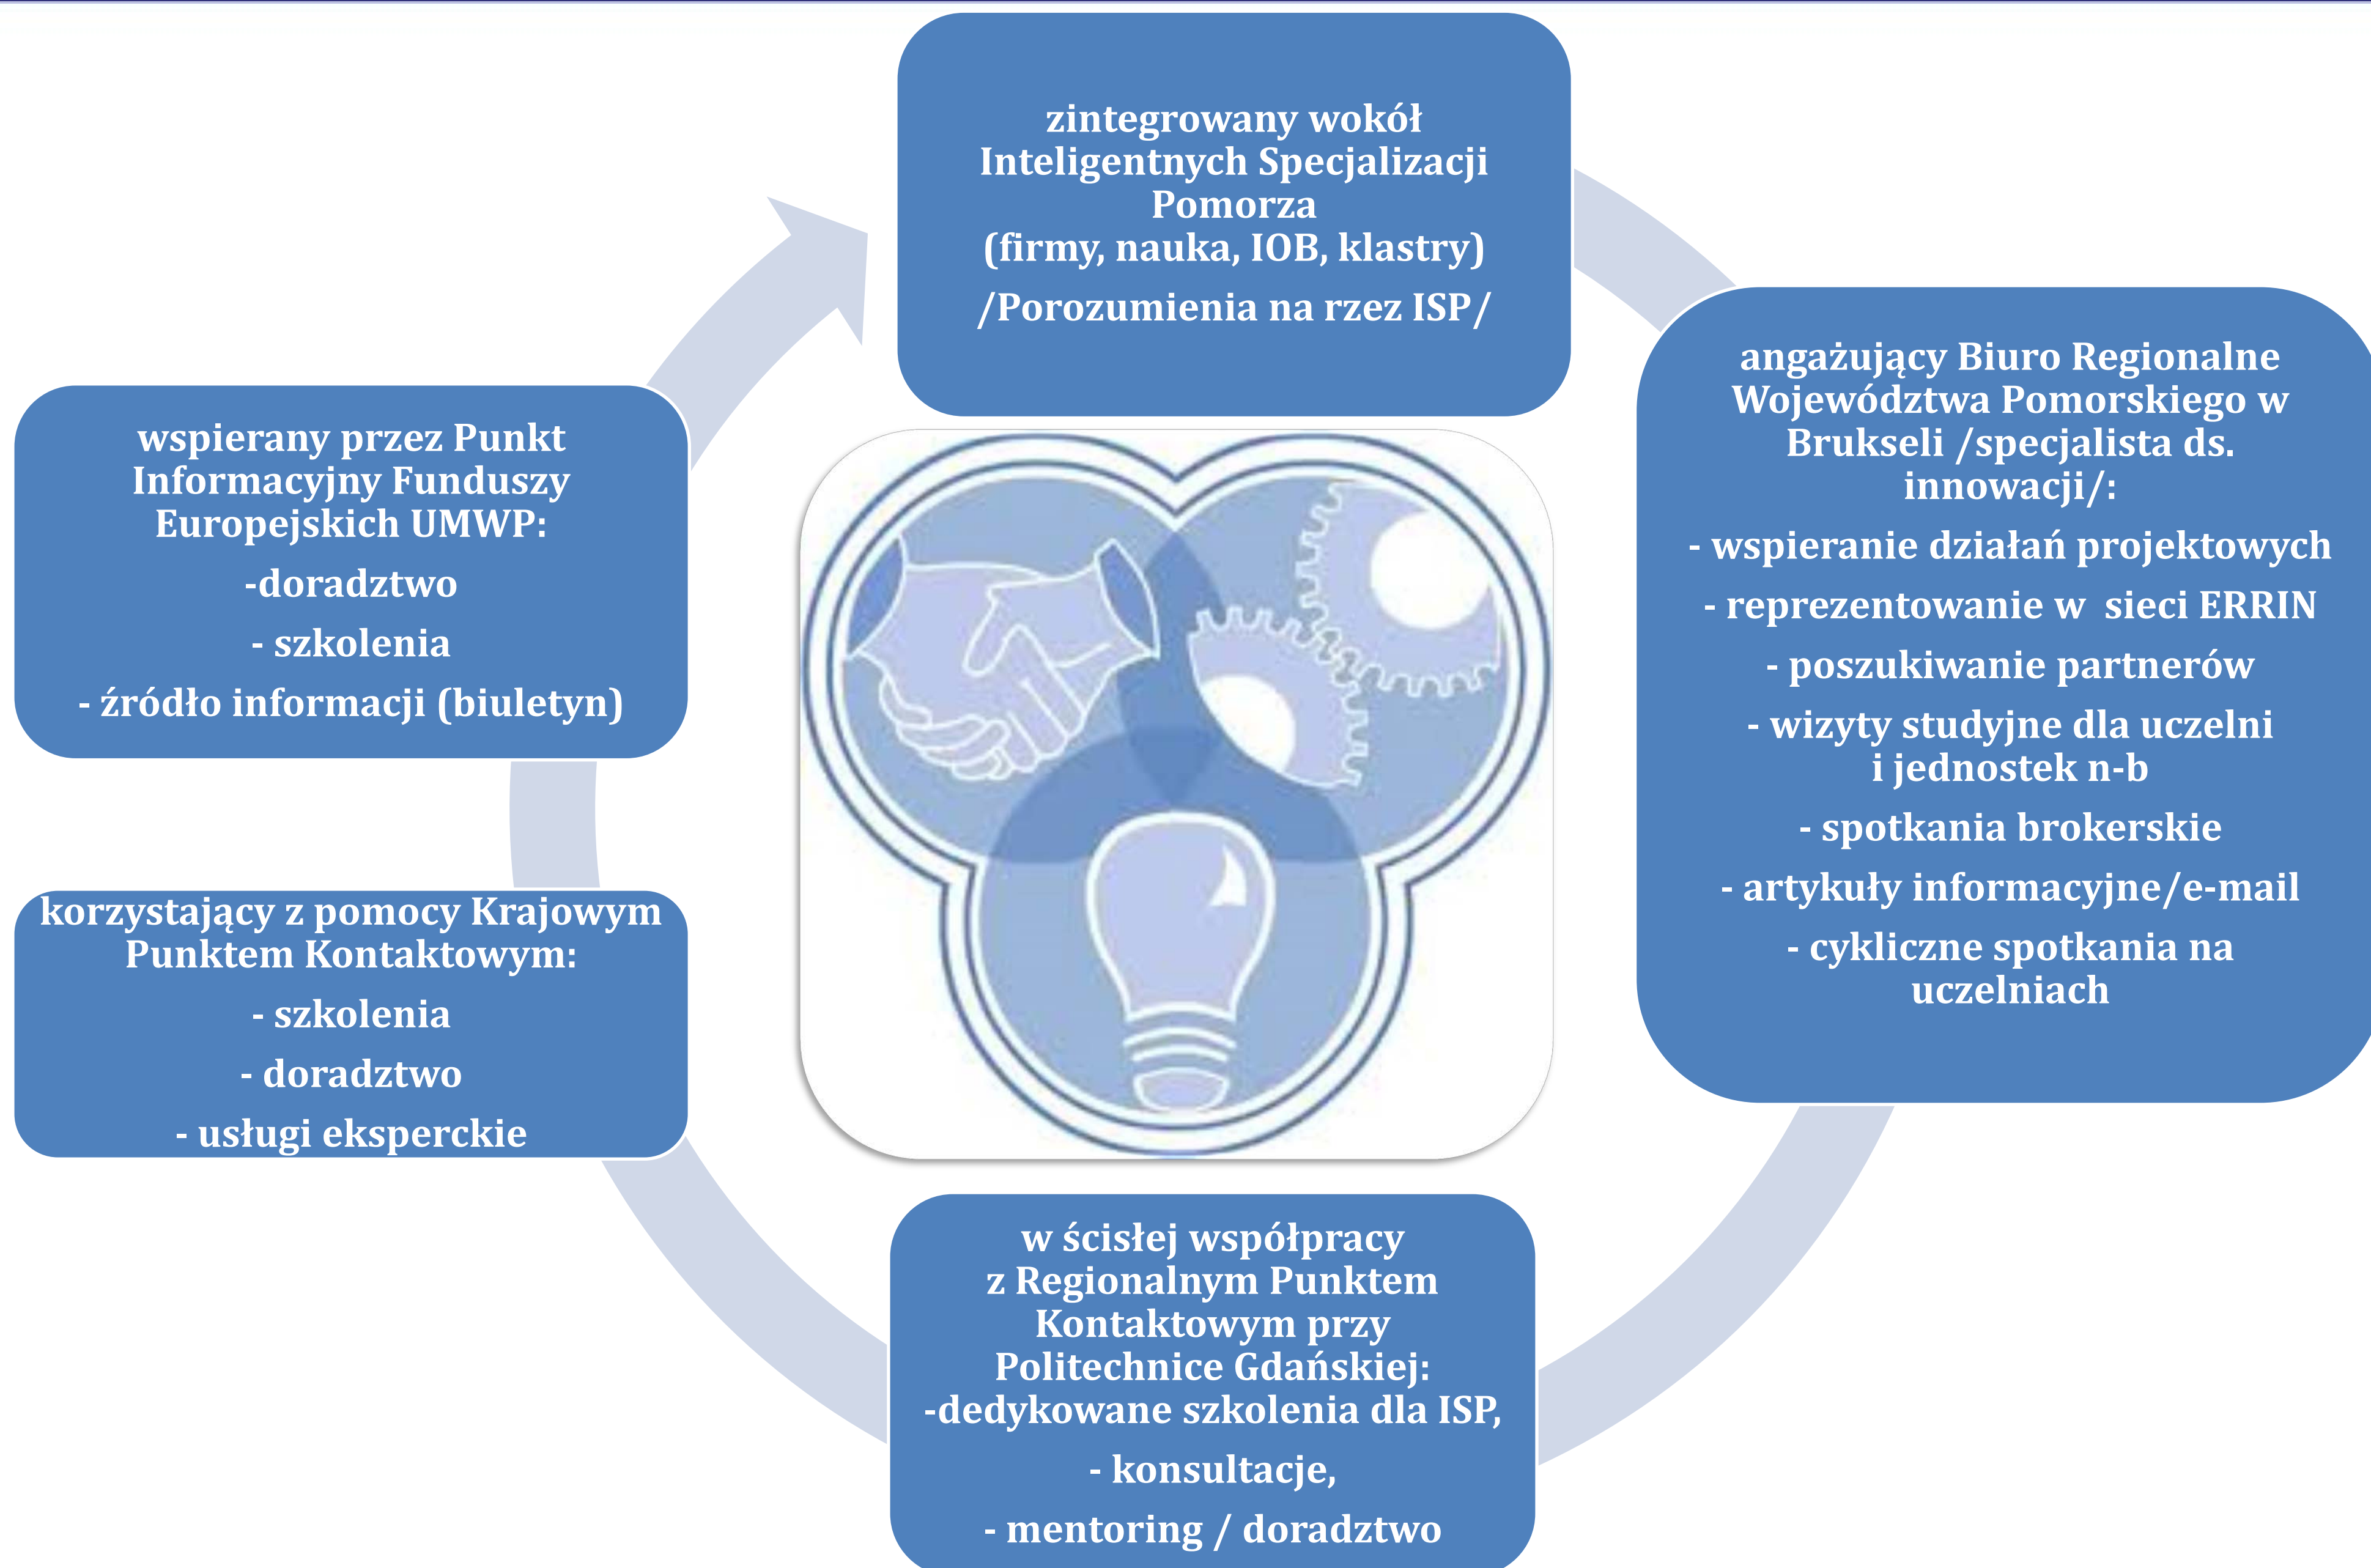 zintegrowany wokół
Inteligentnych Specjalizacji
Pomorza
(firmy, nauka, IOB, klastry)
/Porozumienia na rzez ISP/
angażujący Biuro Regionalne
Województwa Pomorskiego w
Brukseli /specjalista ds.
innowacji/:
- wspieranie działań projektowych
- reprezentowanie w  sieci ERRIN
- poszukiwanie partnerów
- wizyty studyjne dla uczelni
i jednostek n-b
- spotkania brokerskie
- artykuły informacyjne/e-mail
- cykliczne spotkania na
uczelniach
w ścisłej współpracy
z Regionalnym Punktem
Kontaktowym przy
Politechnice Gdańskiej:
-dedykowane szkolenia dla ISP,
- konsultacje,
- mentoring / doradztwo
korzystający z pomocy Krajowym
Punktem Kontaktowym:
- szkolenia
- doradztwo
- usługi eksperckie
wspierany przez Punkt
Informacyjny Funduszy
Europejskich UMWP:
-doradztwo
- szkolenia
- źródło informacji (biuletyn)